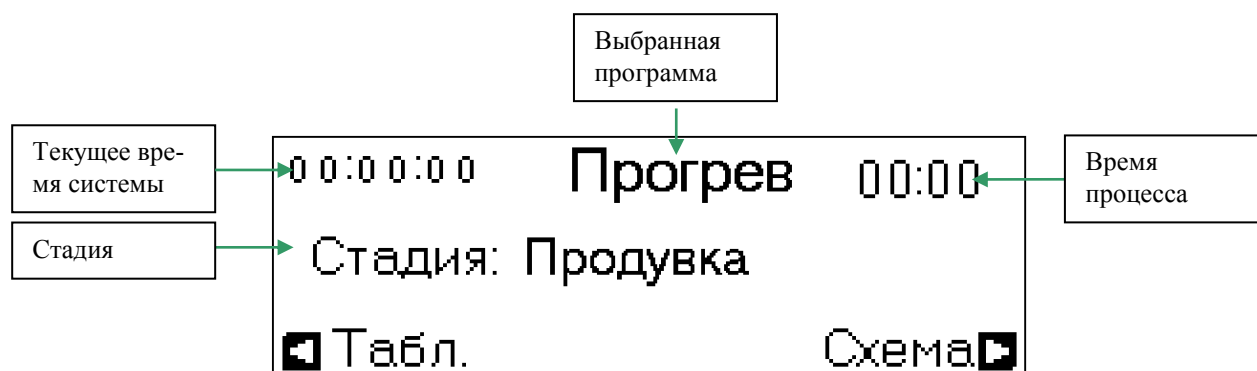 Выбранная
программа
Текущее вре-
мя системы
00:00:00 Прогрев 00:00
Время
процесса
Стадия
Стадия: Продувка
Табл. Схема